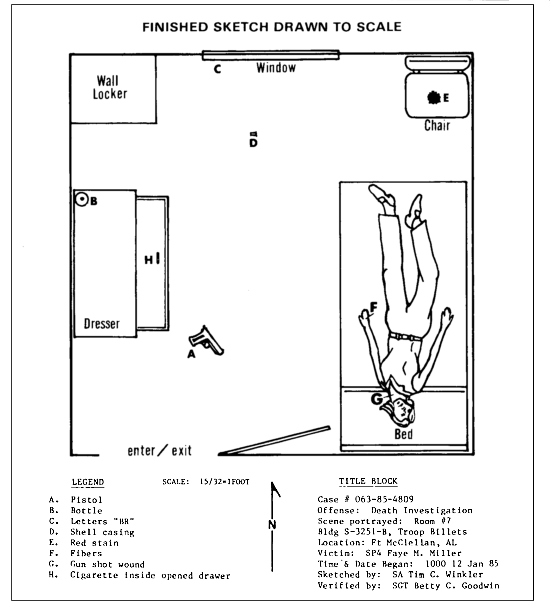 FINISHED SKETCH DRAWN TO SCALE
C Window
Wall
Locker
E
Chair
D
B
H
F
Dresser
A
G
Bed
enter / exit
LEGEND SCALE: 15/32=1FOOT
A. Pistol
B. Bottle
C. Letters "BR"
D. Shell casing
E. Red stain
F. Fibers
G. Gun shot wound
H. Cigarette inside opened drawer
N
TITLE BLOCK
Case # 063-85-4809
Offense: Death Investigation
Scene portrayed: Room #7
Bldg S-3251-B, Troop Billets
Location: Ft McClellan, AL
Victim: SP4 Faye M. Miller
Time & Date Began: 1000 12 Jan 85
Sketched by: SA Tim C. Winkler
Verified by: SGT Betty C. Goodwin